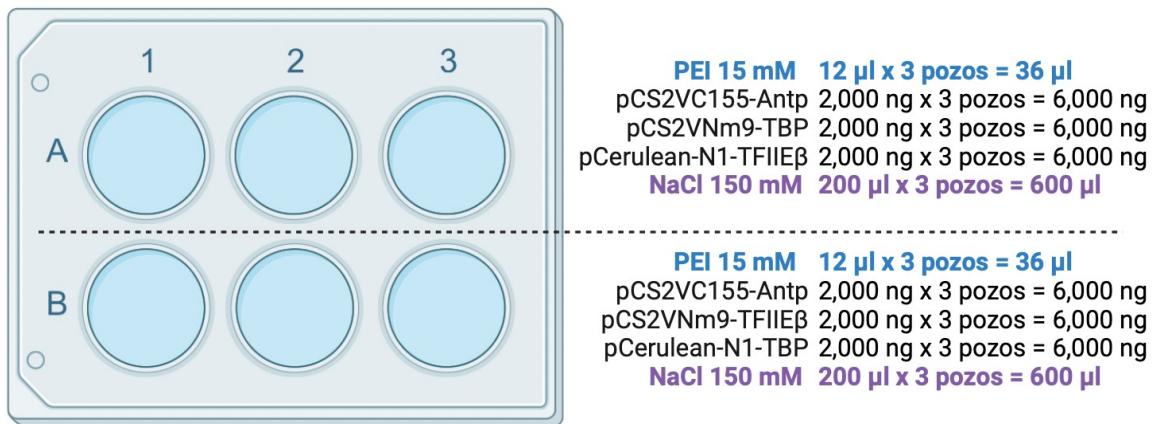 1 2 3
A
B
PEI 15 mM 12 µl x 3 pozos = 36 µl
pCS2VC155-Antp 2,000 ng x 3 pozos = 6,000 ng
pCS2VNm9-TBP 2,000 ng x 3 pozos = 6,000 ng
pCerulean-N1-TFIIEβ 2,000 ng x 3 pozos = 6,000 ng
NaCl 150 mM 200 µl x 3 pozos = 600 µl
PEI 15 mM 12 µl x 3 pozos = 36 µl
pCS2VC155-Antp 2,000 ng x 3 pozos = 6,000 ng
pCS2VNm9-TFIIEβ 2,000 ng x 3 pozos = 6,000 ng
pCerulean-N1-TBP 2,000 ng x 3 pozos = 6,000 ng
NaCl 150 mM 200 µl x 3 pozos = 600 µl